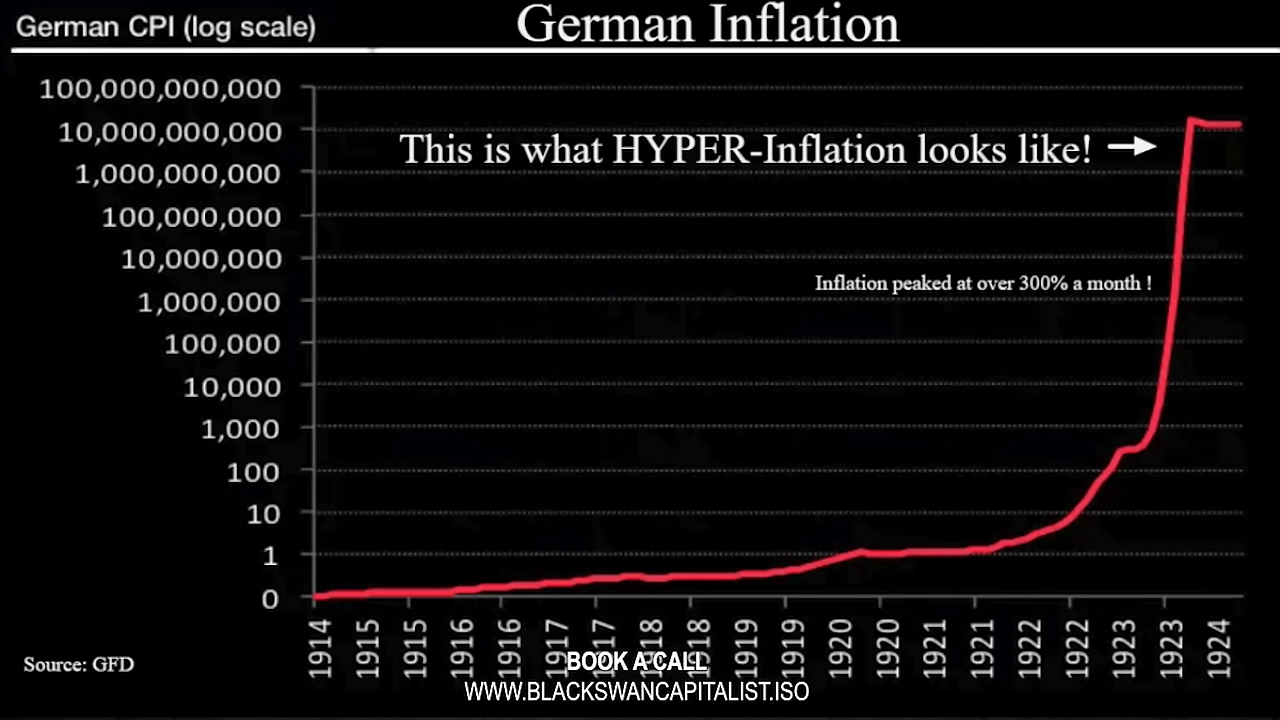 German CPI (log scale)
German Inflation
100,000,000,000
10,000,000,000
This is what HYPER-Inflation looks like!
1,000,000,000
100,000,000
10,000,000
Inflation peaked at over 300% a month !
1,000,000
100,000
10,000
1,000
100
10
1
0
1914 1915 1915 1916 1916 1917 1917 1918 1918 1919 1919 1920 1920 1921 1921 1922 1922 1923 1923 1924
Source: GFD
BOOK A CALL
WWW.BLACKSWANCAPITALIST.ISO